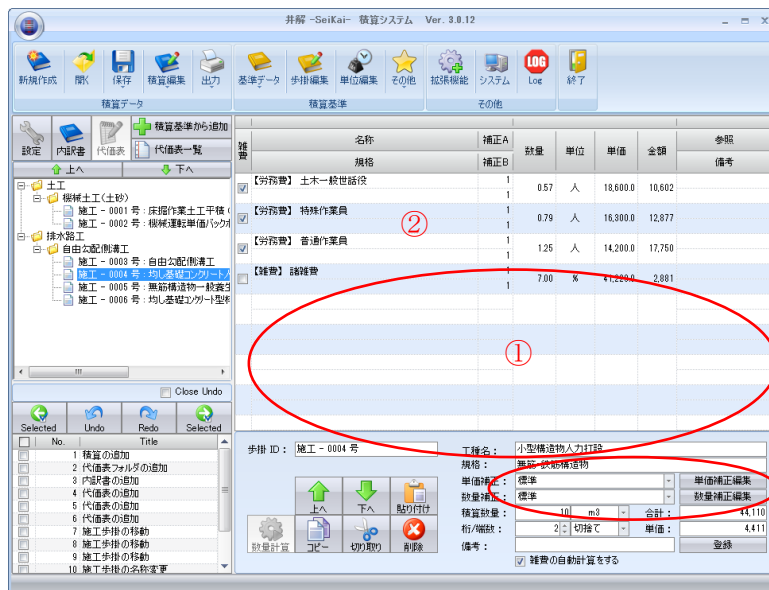 井解 -SeiKai- 積算システム Ver. 3.0.12
新規作成 開く 保存 積算編集 出力 基準データ 歩掛編集 単位編集 その他 拡張機能 システム LOG Log 終了
積算データ 積算基準 その他
設定 内訳書 代価表 積算基準から追加
代価表一覧
上へ 下へ
土工
機械土工(土砂)
施工 - 0001 号 : 床掘作業土工平積(
施工 - 0002 号 : 機械運転単価バックホ
排水路工
自由勾配側溝工
施工 - 0003 号 : 自由勾配側溝工
施工 - 0004 号 : 均し基礎コンクリート人
施工 - 0005 号 : 無筋構造物一般養生
施工 - 0006 号 : 均し基礎コンクリート型枠
Close Undo
Selected Undo Redo Selected
No. Title
1 積算の追加
2 代価表フォルダの追加
3 内訳書の追加
4 代価表の追加
5 代価表の追加
6 代価表の追加
7 施工歩掛の移動
8 施工歩掛の移動
9 施工歩掛の移動
10 施工歩掛の名称変更
雑費 名称 補正A 数量 単位 単価 金額 参照
規格 補正B 備考
【労務費】 土木一般世話役 1
1 0.57 人 18,600.0 10,602
【労務費】 特殊作業員 1
1 0.79 人 16,300.0 12,877
②
【労務費】 普通作業員 1
1 1.25 人 14,200.0 17,750
【雑費】 諸雑費 1
1 7.00 % 41,229.0 2,881
①
歩掛 ID : 施工 - 0004 号
上へ 下へ 貼り付け
数量計算 コピー 切り取り 削除
工種名 : 小型構造物人力打設
規格 : 無筋・鉄筋構造物
単価補正 : 標準 単価補正編集
数量補正 : 標準 数量補正編集
積算数量 : 10 m3 合計 : 44,110
桁/端数 : 2 切捨て 単価 : 4,411
備考 : 登録
雑費の自動計算をする